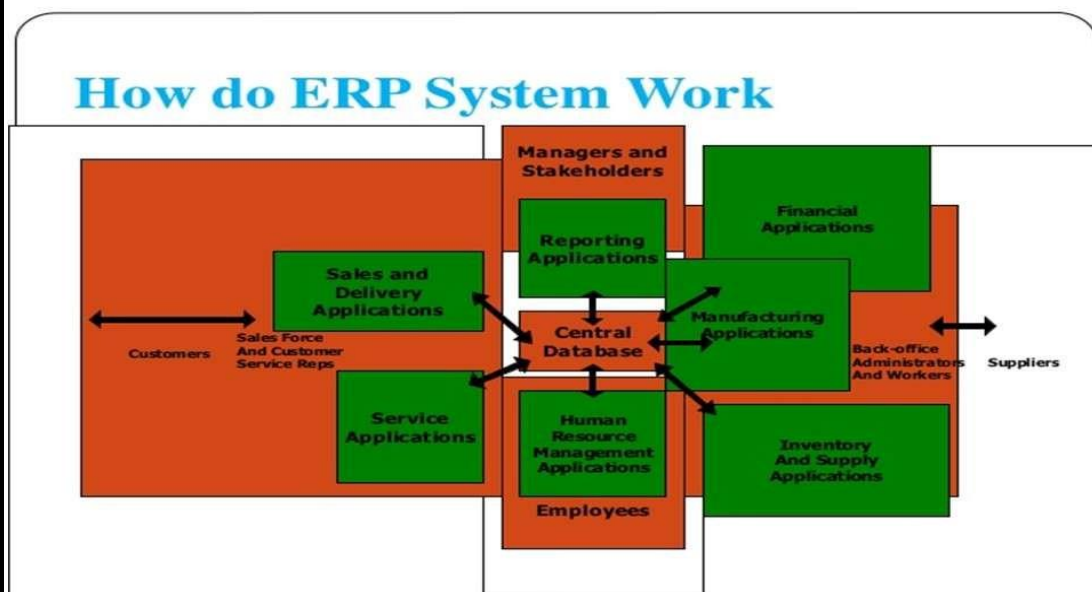 How do ERP System Work
Managers and
Stakeholders
Reporting
Applications
Financial
Applications
Sales and
Delivery
Applications
Central
Database
Manufacturing
Applications
Customers
Sales Force
And Customer
Service Reps
Back-office
Administrators
And Workers
Suppliers
Service
Applications
Human
Resource
Management
Applications
Inventory
And Supply
Applications
Employees